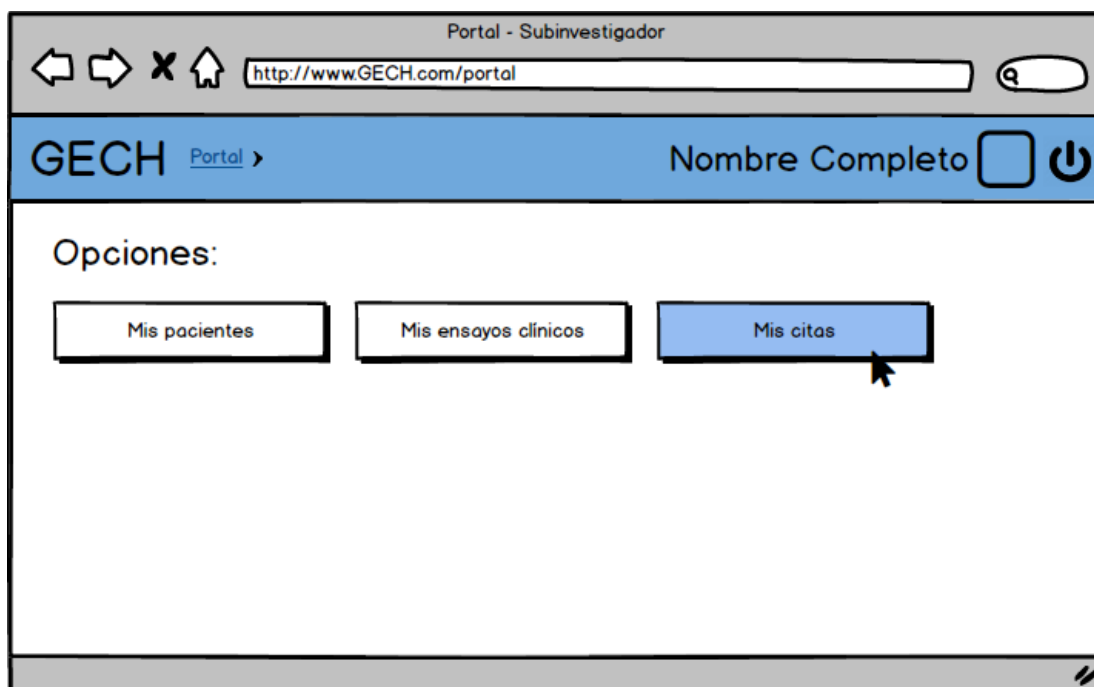 Portal - Subinvestigador
http://www.GECH.com/portal
GECH Portal Nombre Completo
Opciones:
Mis pacientes Mis ensayos clínicos Mis citas